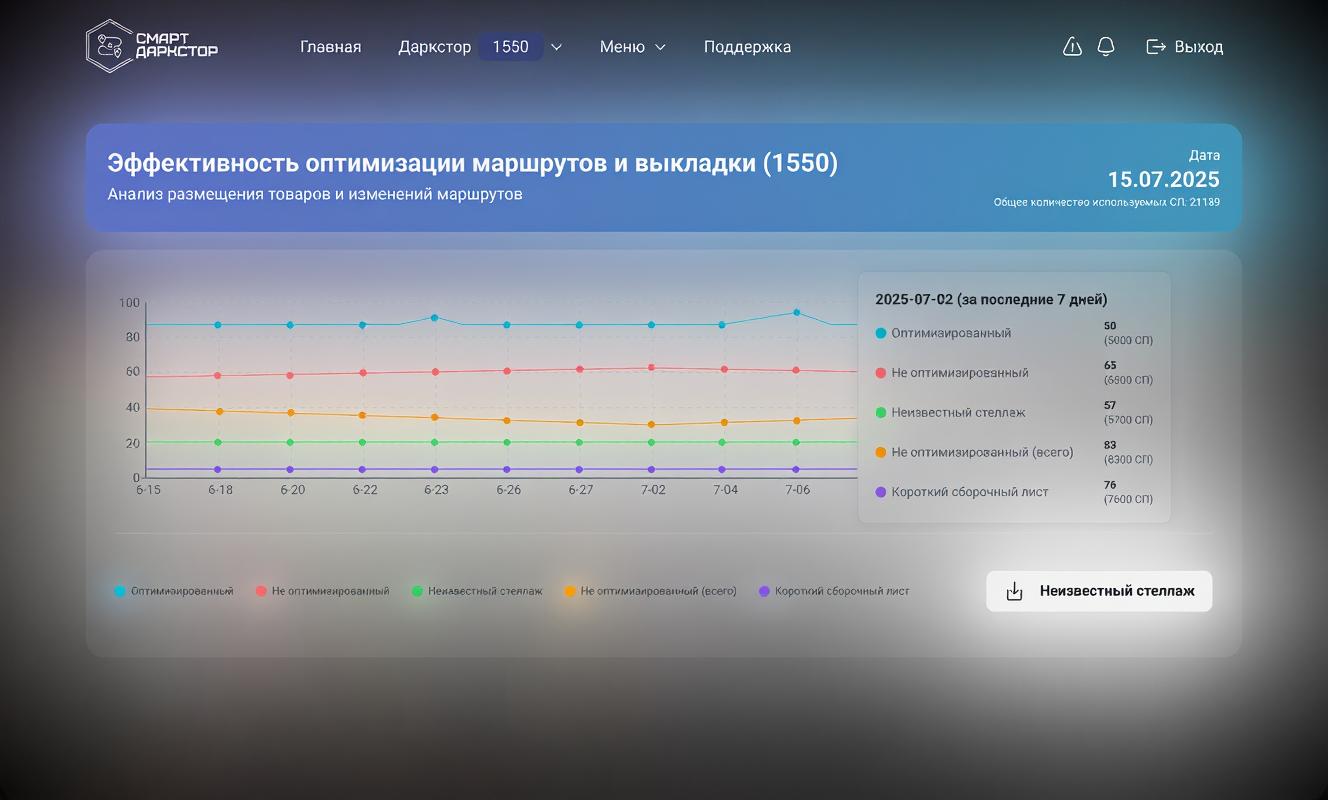 СМАРТ
ДАРКСТОР
Главная
Даркстор 1550
Меню
Поддержка
Выход
Эффективность оптимизации маршрутов и выкладки (1550)
Анализ размещения товаров и изменений маршрутов
Дата
15.07.2025
Общее количество используемых СП: 21189
100
80
60
40
20
0
6-15 6-18 6-20 6-22 6-23 6-26 6-27 7-02 7-04 7-06
2025-07-02 (за последние 7 дней)
Оптимизированный 50
(5000 СП)
Не оптимизированный 65
(6500 СП)
Неизвестный стеллаж 57
(5700 СП)
Не оптимизированный (всего) 83
(8300 СП)
Короткий сборочный лист 76
(7600 СП)
Оптимизированный Не оптимизированный Неизвестный стеллаж Не оптимизированный (всего) Короткий сборочный лист
Неизвестный стеллаж